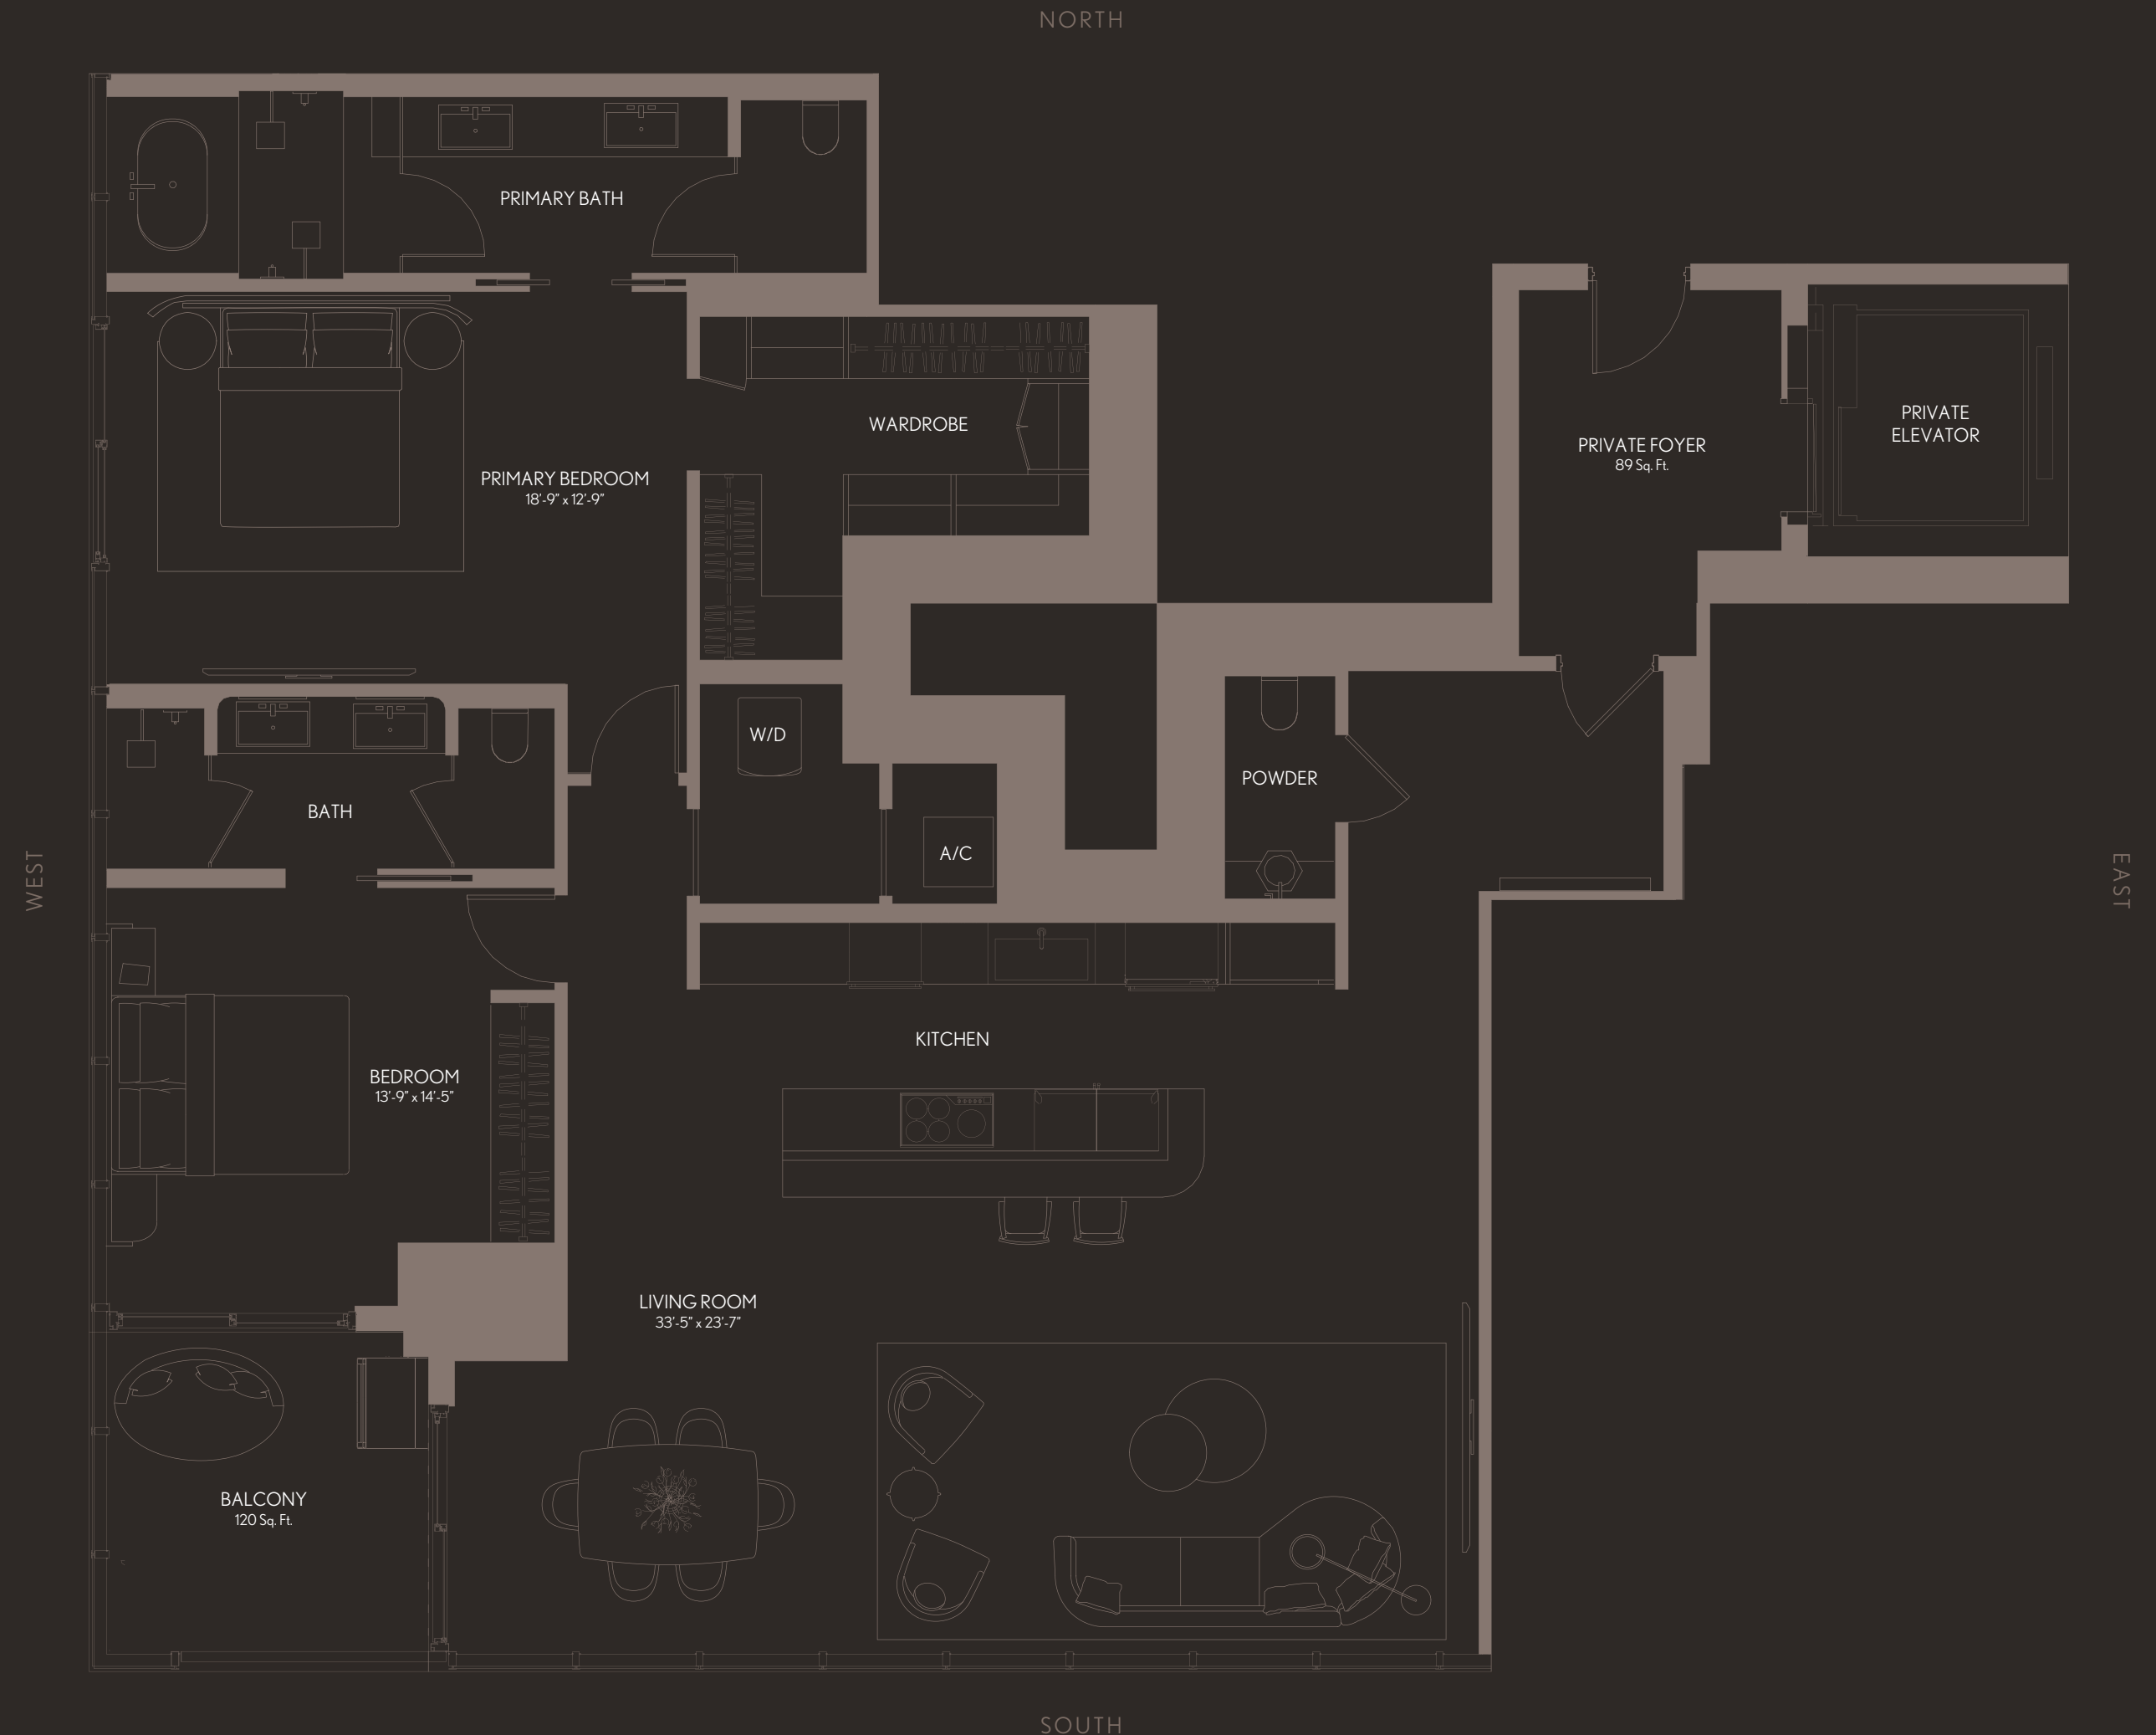 NORTH
PRIMARY BATH
PRIVATE
ELEVATOR
WARDROBE
PRIVATE FOYER
89 Sq. Ft.
PRIMARY BEDROOM
18'-9" x 12'-9"
W/D
POWDER
BATH
A/C
WEST
EAST
KITCHEN
BEDROOM
13'-9" x 14'-5"
LIVING ROOM
33'-5" x 23'-7"
BALCONY
120 Sq. Ft.
SOUTH